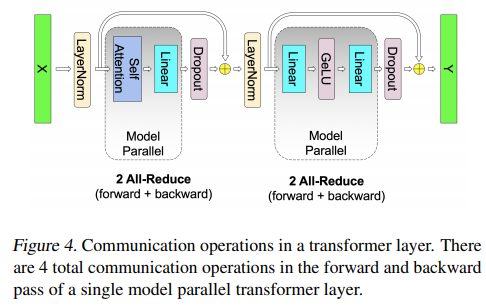 X
LayerNorm
Self
Attention
Linear
Dropout
Model
Parallel
2 All-Reduce
(forward + backward)
LayerNorm
Linear
GeLU
Linear
Dropout
Y
Model
Parallel
2 All-Reduce
(forward + backward)
Figure 4. Communication operations in a transformer layer. There
are 4 total communication operations in the forward and backward
pass of a single model parallel transformer layer.